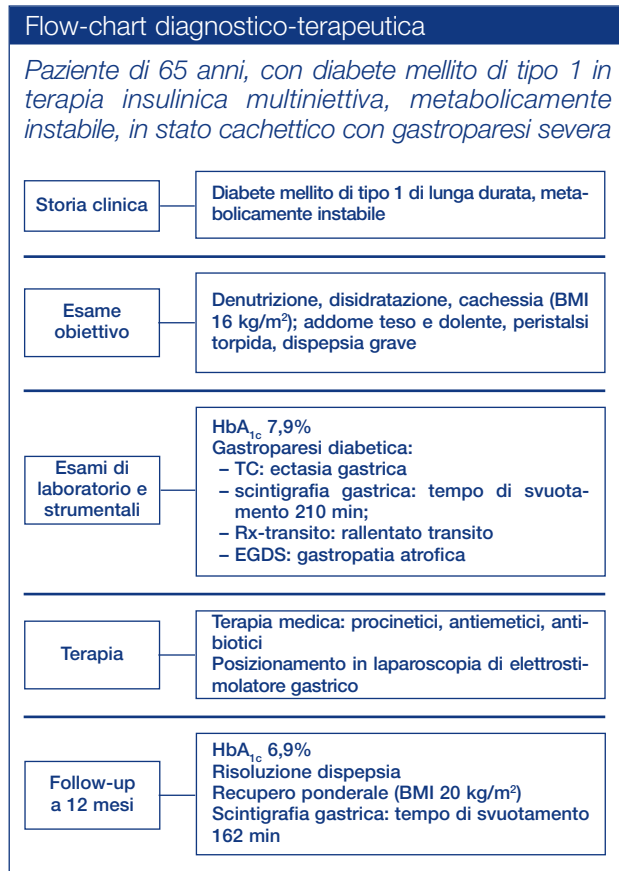 Flow-chart diagnostico-terapeutica
Paziente di 65 anni, con diabete mellito di tipo 1 in
terapia insulinica multiniettiva, metabolicamente
instabile, in stato cachettico con gastroparesi severa
Storia clinica
Diabete mellito di tipo 1 di lunga durata, meta-
bolicamente instabile
Esame
obiettivo
Denutrizione, disidratazione, cachessia (BMI
16 kg/m²); addome teso e dolente, peristalsi
torpida, dispepsia grave
Esami di
laboratorio e
strumentali
HbA1c 7,9%
Gastroparesi diabetica:
– TC: ectasia gastrica
– scintigrafia gastrica: tempo di svuota-
mento 210 min;
– Rx-transito: rallentato transito
– EGDS: gastropatia atrofica
Terapia
Terapia medica: procinetici, antiemetici, anti-
biotici
Posizionamento in laparoscopia di elettrosti-
molatore gastrico
Follow-up
a 12 mesi
HbA1c 6,9%
Risoluzione dispepsia
Recupero ponderale (BMI 20 kg/m²)
Scintigrafia gastrica: tempo di svuotamento
162 min